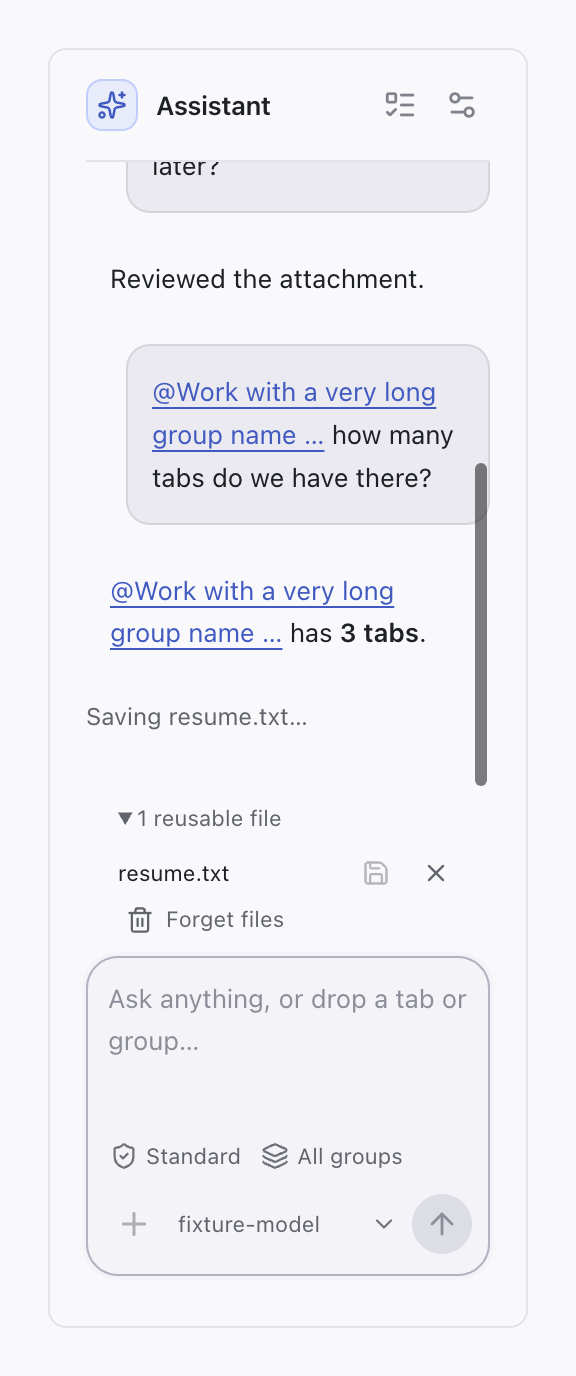 Assistant
later?
Reviewed the attachment.
@Work with a very long
group name ... how many
tabs do we have there?
@Work with a very long
group name ... has 3 tabs.
Saving resume.txt...
1 reusable file
resume.txt
Forget files
Ask anything, or drop a tab or
group...
Standard All groups
fixture-model